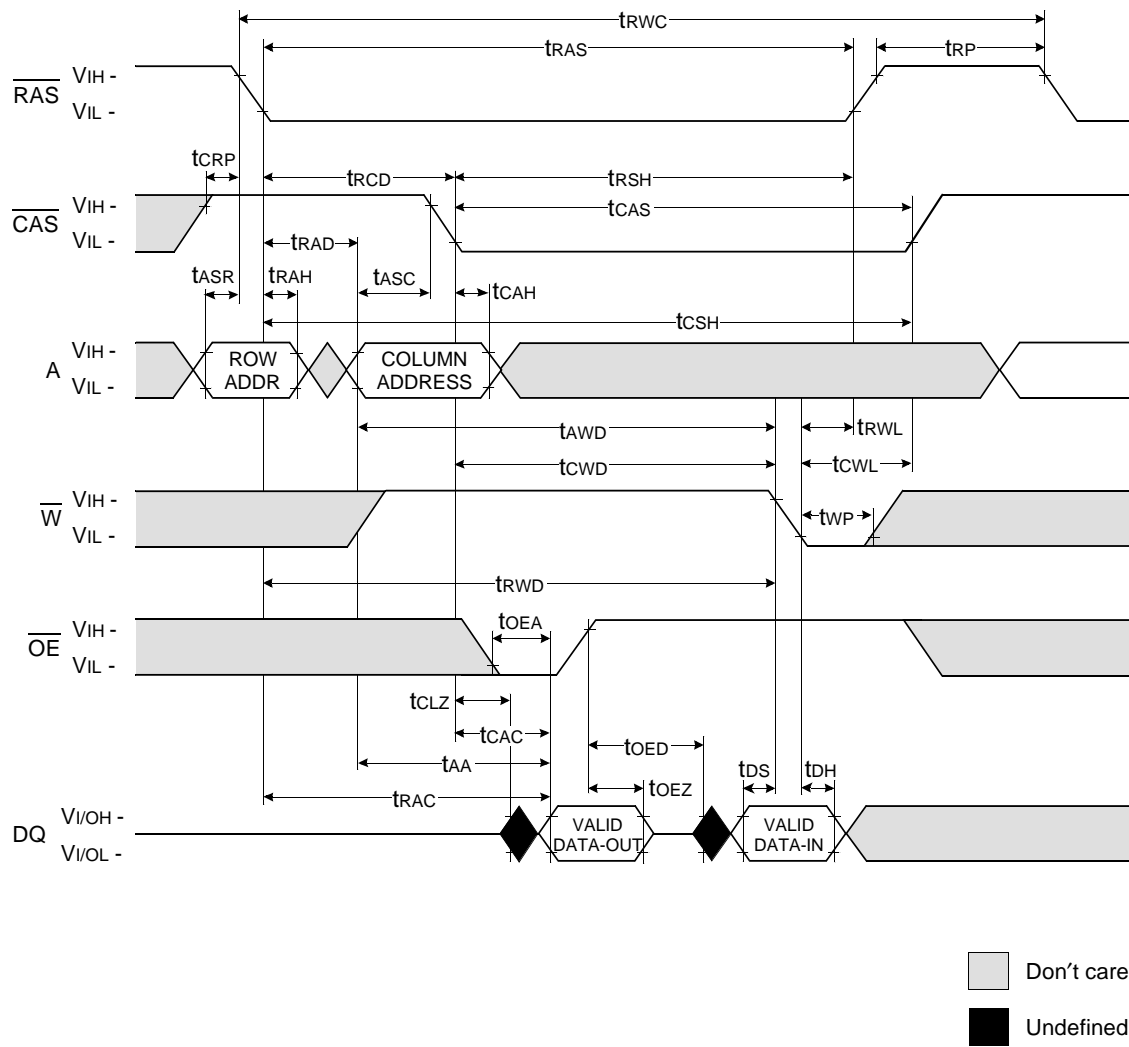 tRWC
tRAS
tRP
RAS
VIH -
VIL -
tCRP
tRCD
tRSH
CAS
VIH -
VIL -
tCAS
tRAD
tASR
tRAH
tASC
tCAH
tCSH
A
VIH -
VIL -
ROW
ADDR
COLUMN
ADDRESS
tAWD
tRWL
tCWD
tCWL
W
VIH -
VIL -
tWP
tRWD
OE
VIH -
VIL -
tOEA
tCLZ
tCAC
tOED
tAA
tOEZ
tDS
tDH
tRAC
DQ
VI/OH -
VI/OL -
VALID
DATA-OUT
VALID
DATA-IN
Don′t care
Undefined